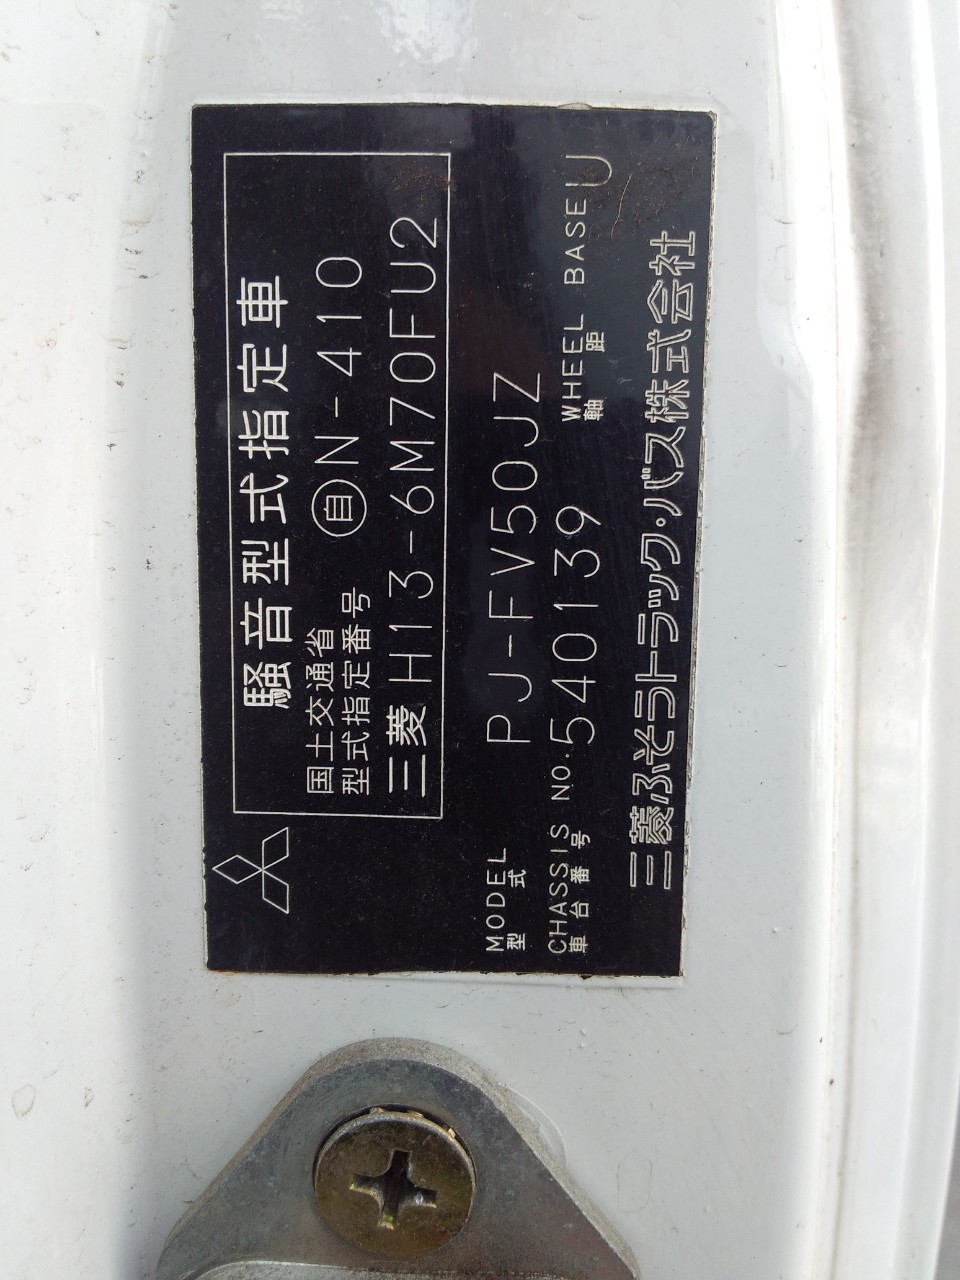 騒音型式指定車
国土交通省
型式指定番号
自 N-410
三菱 H13-6M70FU2
MODEL PJ-FV50JZ
型式
CHASSIS NO. 540139 WHEEL BASE U
車台番号 軸距
三菱ふそうトラック・バス株式会社